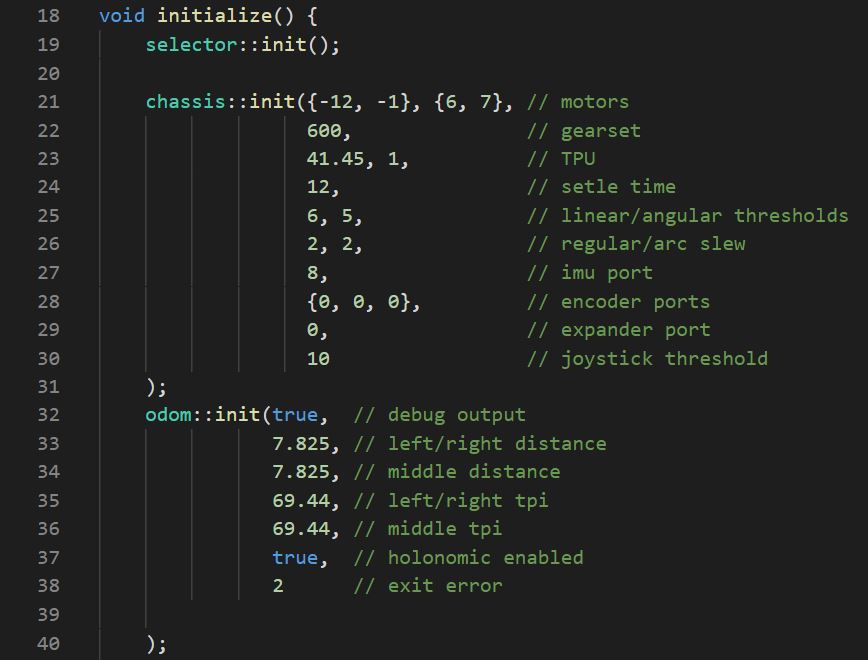 18 void initialize() {
19     selector::init();
20
21     chassis::init({-12, -1}, {6, 7}, // motors
22                   600,               // gearset
23                   41.45, 1,          // TPU
24                   12,                // setle time
25                   6, 5,              // linear/angular thresholds
26                   2, 2,              // regular/arc slew
27                   8,                 // imu port
28                   {0, 0, 0},         // encoder ports
29                   0,                 // expander port
30                   10                 // joystick threshold
31     );
32     odom::init(true,  // debug output
33                7.825, // left/right distance
34                7.825, // middle distance
35                69.44, // left/right tpi
36                69.44, // middle tpi
37                true,  // holonomic enabled
38                2      // exit error
39
40     );